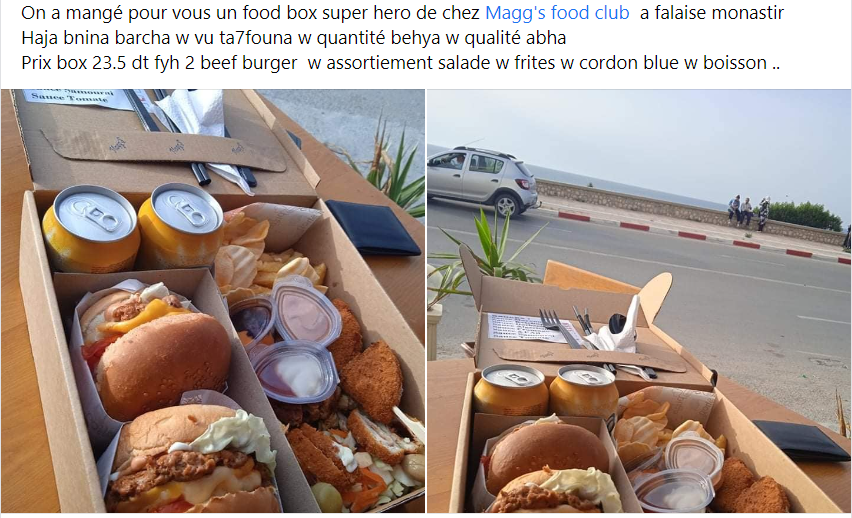 On a mangé pour vous un food box super hero de chez Magg's food club a falaise monastir
Haja bnina barcha w vu ta7founa w quantité behya w qualité abha
Prix box 23.5 dt fyh 2 beef burger w assortiement salade w frites w cordon blue w boisson ..
Sauce Samouraj
Sauce Tomate